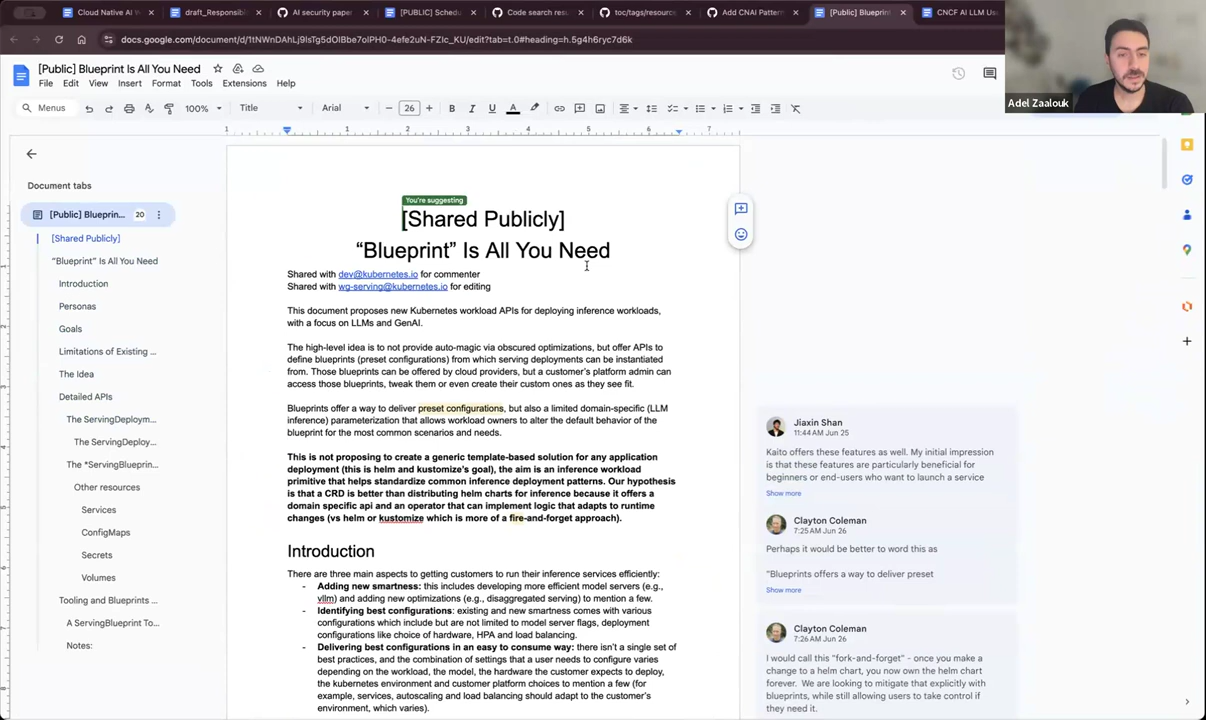 Cloud Native AI W
draft_Responsibl
AI security paper
[PUBLIC] Schedu
Code search resu
toc/tags/resource
Add CNAI Pattern
[Public] Blueprint
CNCF AI LLM Us
docs.google.com/document/d/1tNWnDAhLj9lsTg5dOlBbe7olPH0-4efe2uN-FZIc_KU/edit?tab=t.0#heading=h.5g4h6ryc7d6k
[Public] Blueprint Is All You Need
File Edit View Insert Format Tools Extensions Help
Menus 100% Title Arial 26
Adel Zaalouk
Document tabs
[Public] Blueprin... 20
[Shared Publicly]
"Blueprint" Is All You Need
Introduction
Personas
Goals
Limitations of Existing ...
The Idea
Detailed APIs
The ServingDeploym...
The ServingDeploy...
The *ServingBlueprin...
Other resources
Services
ConfigMaps
Secrets
Volumes
Tooling and Blueprints ...
A ServingBlueprint To...
Notes:
You're suggesting
[Shared Publicly]
"Blueprint" Is All You Need
Shared with dev@kubernetes.io for commenter
Shared with wg-serving@kubernetes.io for editing
This document proposes new Kubernetes workload APIs for deploying inference workloads,
with a focus on LLMs and GenAI.
The high-level idea is to not provide auto-magic via obscured optimizations, but offer APIs to
define blueprints (preset configurations) from which serving deployments can be instantiated
from. Those blueprints can be offered by cloud providers, but a customer's platform admin can
access those blueprints, tweak them or even create their custom ones as they see fit.
Blueprints offer a way to deliver preset configurations, but also a limited domain-specific (LLM
inference) parameterization that allows workload owners to alter the default behavior of the
blueprint for the most common scenarios and needs.
This is not proposing to create a generic template-based solution for any application
deployment (this is helm and kustomize's goal), the aim is an inference workload
primitive that helps standardize common inference deployment patterns. Our hypothesis
is that a CRD is better than distributing helm charts for inference because it offers a
domain specific api and an operator that can implement logic that adapts to runtime
changes (vs helm or kustomize which is more of a fire-and-forget approach).
Introduction
There are three main aspects to getting customers to run their inference services efficiently:
- Adding new smartness: this includes developing more efficient model servers (e.g.,
vllm) and adding new optimizations (e.g., disaggregated serving) to mention a few.
- Identifying best configurations: existing and new smartness comes with various
configurations which include but are not limited to model server flags, deployment
configurations like choice of hardware, HPA and load balancing.
- Delivering best configurations in an easy to consume way: there isn't a single set of
best practices, and the combination of settings that a user needs to configure varies
depending on the workload, the model, the hardware the customer expects to deploy,
the kubernetes environment and customer platform choices to mention a few (for
example, services, autoscaling and load balancing should adapt to the customer's
environment, which varies).
Jiaxin Shan
11:44 AM Jun 25
Kaito offers these features as well. My initial impression
is that these features are particularly beneficial for
beginners or end-users who want to launch a service
Show more
Clayton Coleman
7:25 AM Jun 26
Perhaps it would be better to word this as
"Blueprints offers a way to deliver preset
Show more
Clayton Coleman
7:26 AM Jun 26
I would call this "fork-and-forget" - once you make a
change to a helm chart, you now own the helm chart
forever. We are looking to mitigate that explicitly with
blueprints, while still allowing users to take control if
they need it.